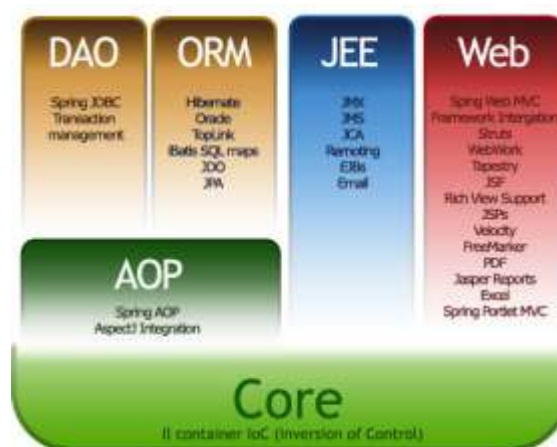 DAO
Spring JDBC
Transaction
management
ORM
Hibernate
Oracle
TopLink
iBatis SQL maps
JDO
JPA
JEE
JMX
JMS
JCA
Remoting
EJBs
Email
Web
Spring Web MVC
Framework Intergation
Struts
WebWork
Tapestry
JSF
Rich View Support
JSPs
Velocity
FreeMarker
PDF
Jasper Reports
Excel
Spring Portlet MVC
AOP
Spring AOP
AspectJ Integration
Core
Il container IoC (Inversion of Control)